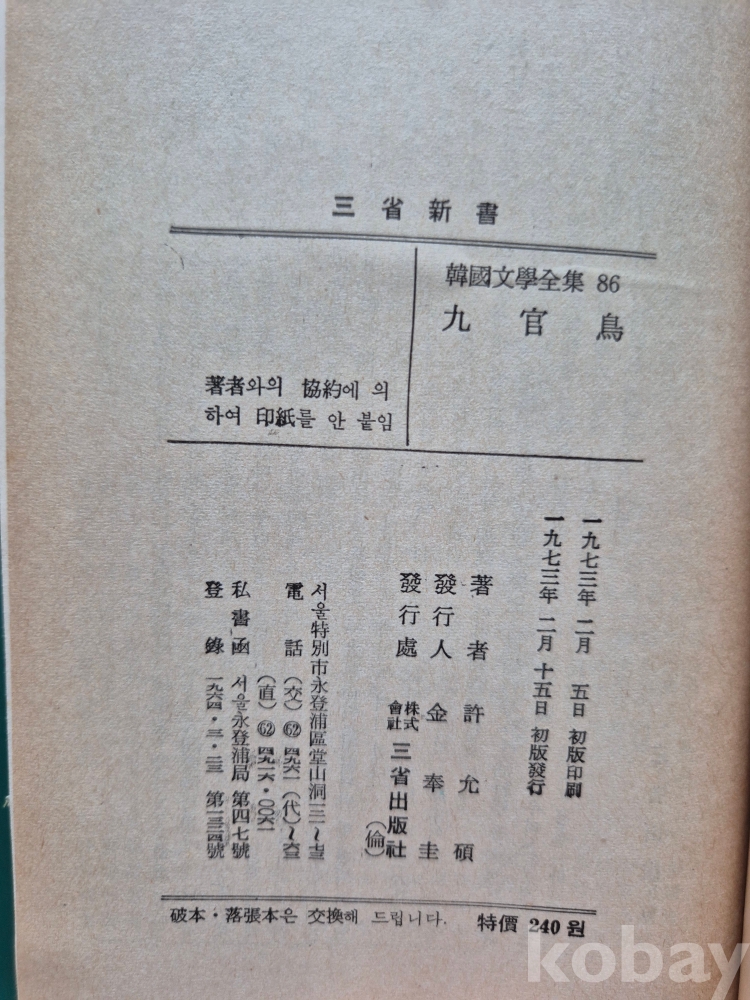 三省新書
韓國文學全集 86
九官鳥
著者와의 協約에 의
하여 印紙를 안 붙임
一九七三年 二月 五日 初版印刷
一九七三年 二月 十五日 初版發行
著者 許允碩
發行人 金奉圭
發行處 株式會社 三省出版社 (倫)
서울特別市永登浦區堂山洞
電話 (交) 62 (代)
(直) 62
私書函 서울永登浦局 第四七號
登錄
破本·落張本은 交換해 드립니다.
特價 240 원
kobay